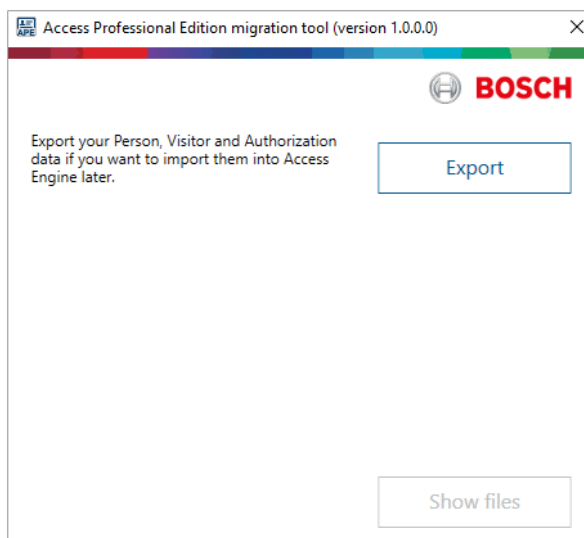 APE Access Professional Edition migration tool (version 1.0.0.0)
BOSCH
Export your Person, Visitor and Authorization
data if you want to import them into Access
Engine later.
Export
Show files